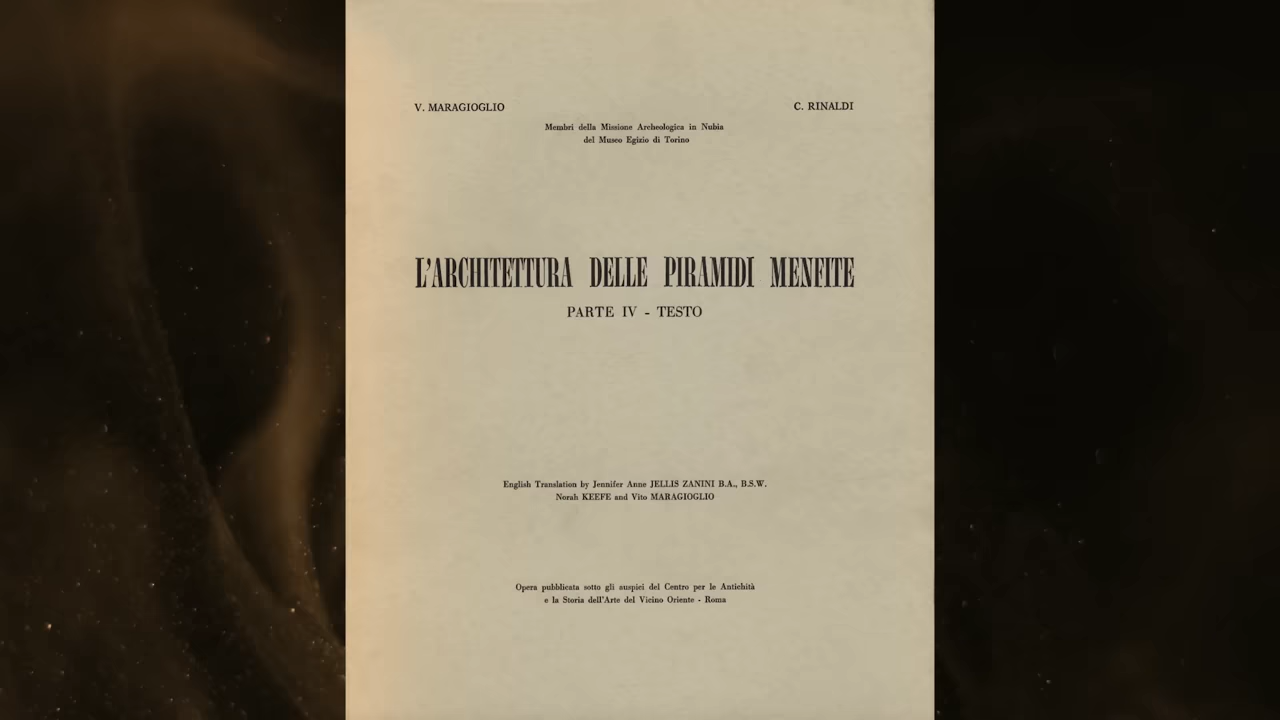 V. MARAGIOGLIO C. RINALDI
Membri della Missione Archeologica in Nubia
del Museo Egizio di Torino
L'ARCHITETTURA DELLE PIRAMIDI MENFITE
PARTE IV - TESTO
English Translation by Jennifer Anne JELLIS ZANINI B.A., B.S.W.
Norah KEEFE and Vito MARAGIOGLIO
Opera pubblicata sotto gli auspici del Centro per le Antichità
e la Storia dell'Arte del Vicino Oriente - Roma